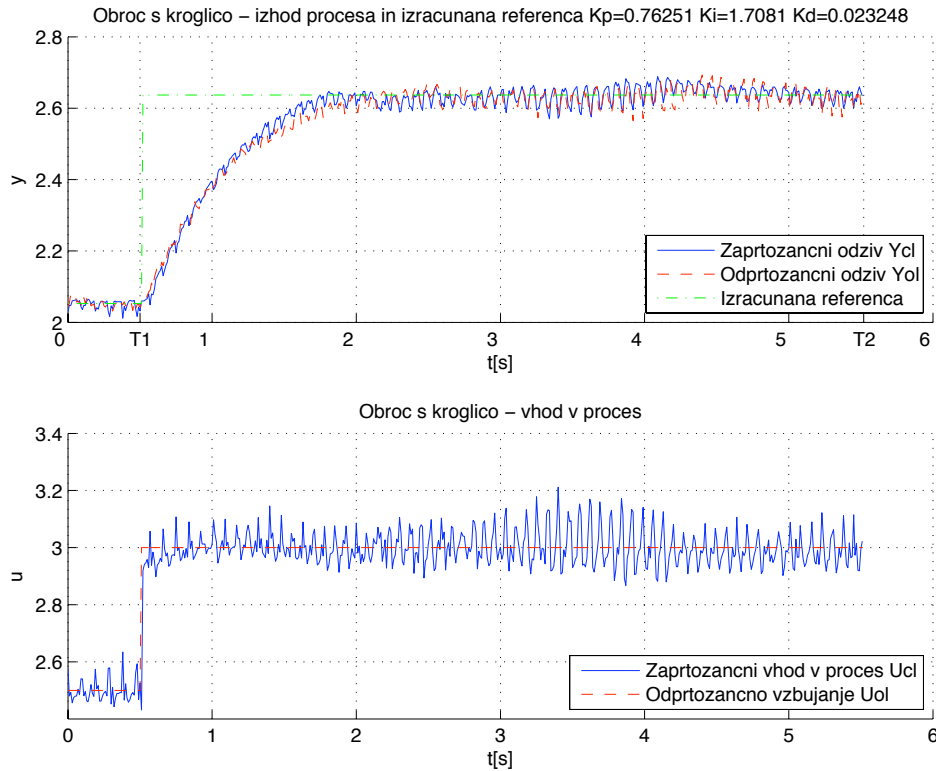 Obroc s kroglico − izhod procesa in izracunana referenca Kp=0.76251 Ki=1.7081 Kd=0.023248
2.8
2.6
2.4
2.2
2
y
Zaprtozancni odziv Ycl
Odprtozancni odziv Yol
Izracunana referenca
0 T1 1 2 3 4 5 T2 6
t[s]
Obroc s kroglico − vhod v proces
3.4
3.2
3
2.8
2.6
u
Zaprtozancni vhod v proces Ucl
Odprtozancno vzbujanje Uol
0 1 2 3 4 5 6
t[s]